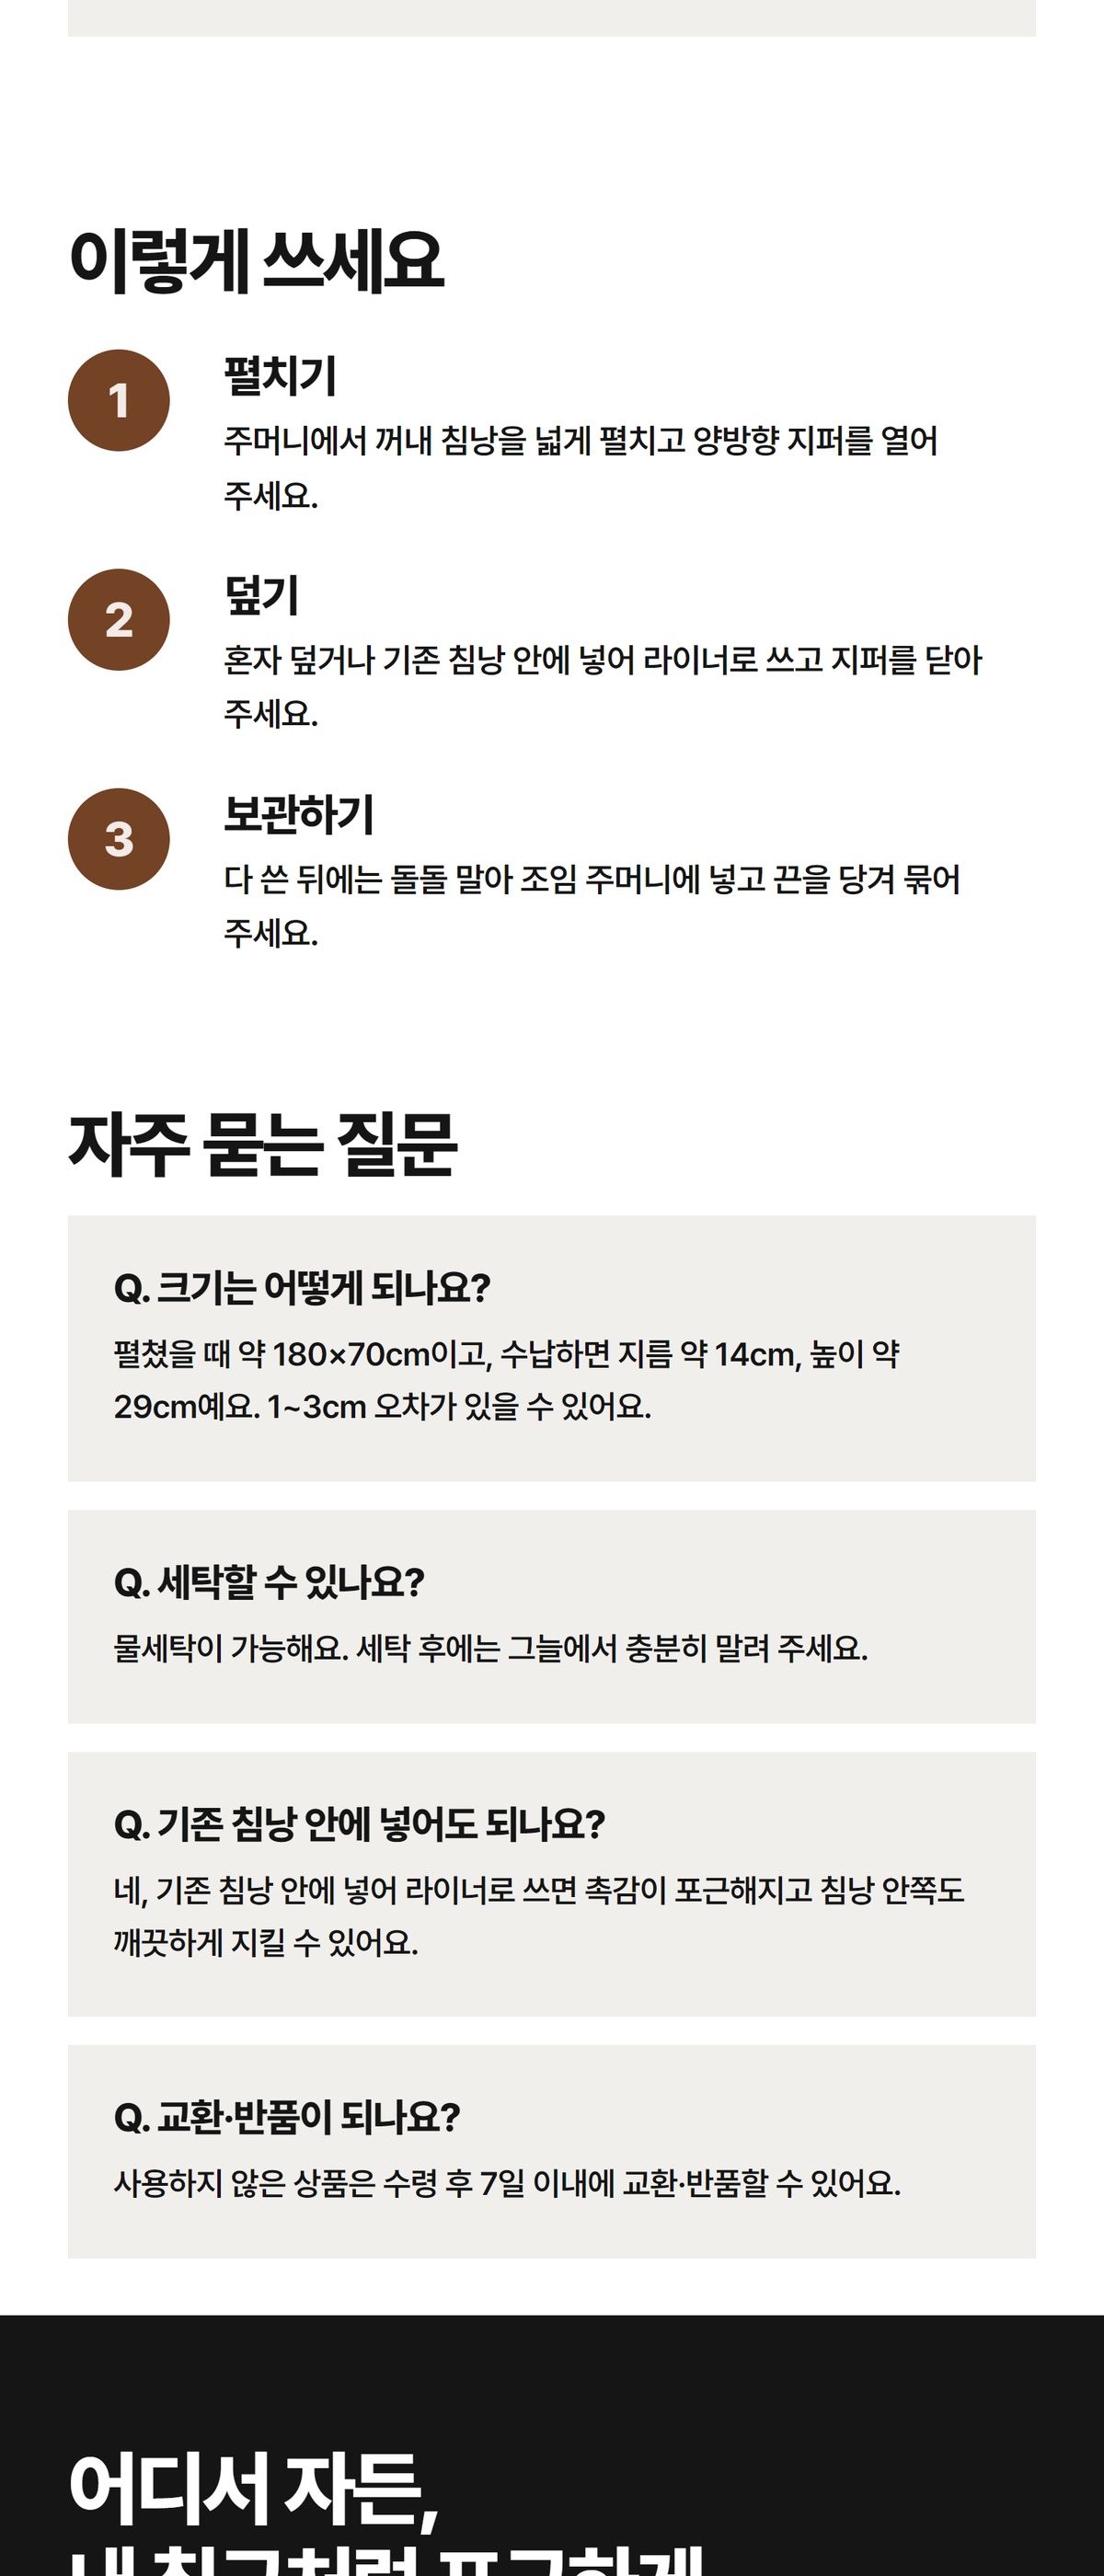 이렇게 쓰세요
1
펼치기
주머니에서 꺼내 침낭을 넓게 펼치고 양방향 지퍼를 열어
주세요.
2
덮기
혼자 덮거나 기존 침낭 안에 넣어 라이너로 쓰고 지퍼를 닫아
주세요.
3
보관하기
다 쓴 뒤에는 돌돌 말아 조임 주머니에 넣고 끈을 당겨 묶어
주세요.
자주 묻는 질문
Q. 크기는 어떻게 되나요?
펼쳤을 때 약 180×70cm이고, 수납하면 지름 약 14cm, 높이 약
29cm예요. 1~3cm 오차가 있을 수 있어요.
Q. 세탁할 수 있나요?
물세탁이 가능해요. 세탁 후에는 그늘에서 충분히 말려 주세요.
Q. 기존 침낭 안에 넣어도 되나요?
네, 기존 침낭 안에 넣어 라이너로 쓰면 촉감이 포근해지고 침낭 안쪽도
깨끗하게 지킬 수 있어요.
Q. 교환·반품이 되나요?
사용하지 않은 상품은 수령 후 7일 이내에 교환·반품할 수 있어요.
어디서 자든,